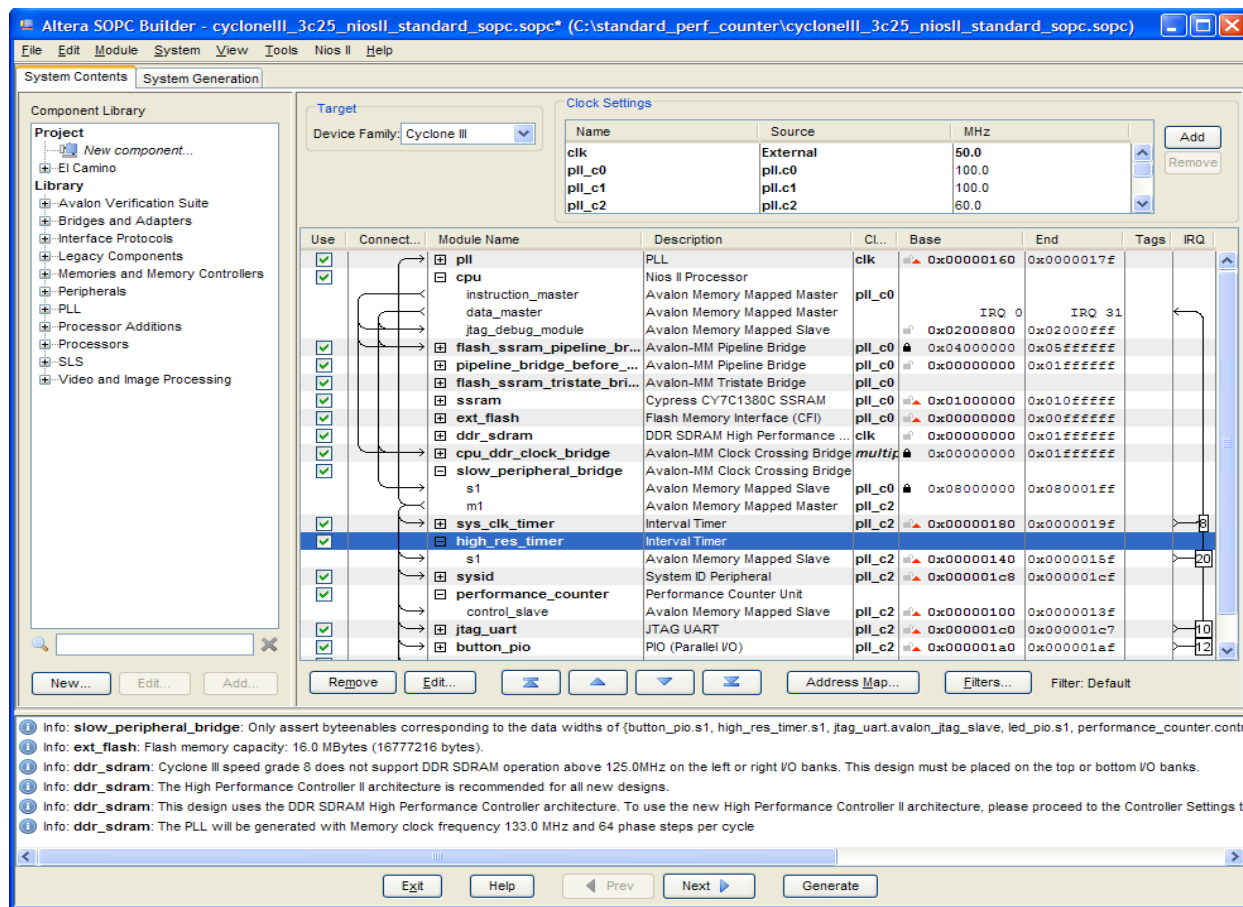 Altera SOPC Builder - cycloneIII_3c25_niosII_standard_sopc.sopc* (C:\standard_perf_counter\cycloneIII_3c25_niosII_standard_sopc.sopc)
File Edit Module System View Tools Nios II Help
System Contents System Generation
Component Library
Project
New component...
El Camino
Library
Avalon Verification Suite
Bridges and Adapters
Interface Protocols
Legacy Components
Memories and Memory Controllers
Peripherals
PLL
Processor Additions
Processors
SLS
Video and Image Processing
New... Edit... Add...
Target
Device Family: Cyclone III
Clock Settings
Name Source MHz
clk External 50.0
pll_c0 pll.c0 100.0
pll_c1 pll.c1 100.0
pll_c2 pll.c2 60.0
Add
Remove
Use Connect... Module Name Description Cl... Base End Tags IRQ
pll PLL clk 0x00000160 0x0000017f
cpu Nios II Processor
instruction_master Avalon Memory Mapped Master pll_c0
data_master Avalon Memory Mapped Master IRQ 0 IRQ 31
jtag_debug_module Avalon Memory Mapped Slave 0x02000800 0x02000fff
flash_ssram_pipeline_br... Avalon-MM Pipeline Bridge pll_c0 0x04000000 0x05ffffff
pipeline_bridge_before_... Avalon-MM Pipeline Bridge pll_c0 0x00000000 0x01ffffff
flash_ssram_tristate_bri... Avalon-MM Tristate Bridge pll_c0
ssram Cypress CY7C1380C SSRAM pll_c0 0x01000000 0x010fffff
ext_flash Flash Memory Interface (CFI) pll_c0 0x00000000 0x00ffffff
ddr_sdram DDR SDRAM High Performance ... clk 0x00000000 0x01ffffff
cpu_ddr_clock_bridge Avalon-MM Clock Crossing Bridge multip 0x00000000 0x01ffffff
slow_peripheral_bridge Avalon-MM Clock Crossing Bridge
s1 Avalon Memory Mapped Slave pll_c0 0x08000000 0x080001ff
m1 Avalon Memory Mapped Master pll_c2
sys_clk_timer Interval Timer pll_c2 0x00000180 0x0000019f 8
high_res_timer Interval Timer
s1 Avalon Memory Mapped Slave pll_c2 0x00000140 0x0000015f 20
sysid System ID Peripheral pll_c2 0x000001c8 0x000001cf
performance_counter Performance Counter Unit
control_slave Avalon Memory Mapped Slave pll_c2 0x00000100 0x0000013f
jtag_uart JTAG UART pll_c2 0x000001c0 0x000001c7 10
button_pio PIO (Parallel I/O) pll_c2 0x000001a0 0x000001af 12
Remove Edit... Address Map... Filters... Filter: Default
Info: slow_peripheral_bridge: Only assert byteenables corresponding to the data widths of {button_pio.s1, high_res_timer.s1, jtag_uart.avalon_jtag_slave, led_pio.s1, performance_counter.contr
Info: ext_flash: Flash memory capacity: 16.0 MBytes (16777216 bytes).
Info: ddr_sdram: Cyclone III speed grade 8 does not support DDR SDRAM operation above 125.0MHz on the left or right I/O banks. This design must be placed on the top or bottom I/O banks.
Info: ddr_sdram: The High Performance Controller II architecture is recommended for all new designs.
Info: ddr_sdram: This design uses the DDR SDRAM High Performance Controller architecture. To use the new High Performance Controller II architecture, please proceed to the Controller Settings t
Info: ddr_sdram: The PLL will be generated with Memory clock frequency 133.0 MHz and 64 phase steps per cycle
Exit Help Prev Next Generate